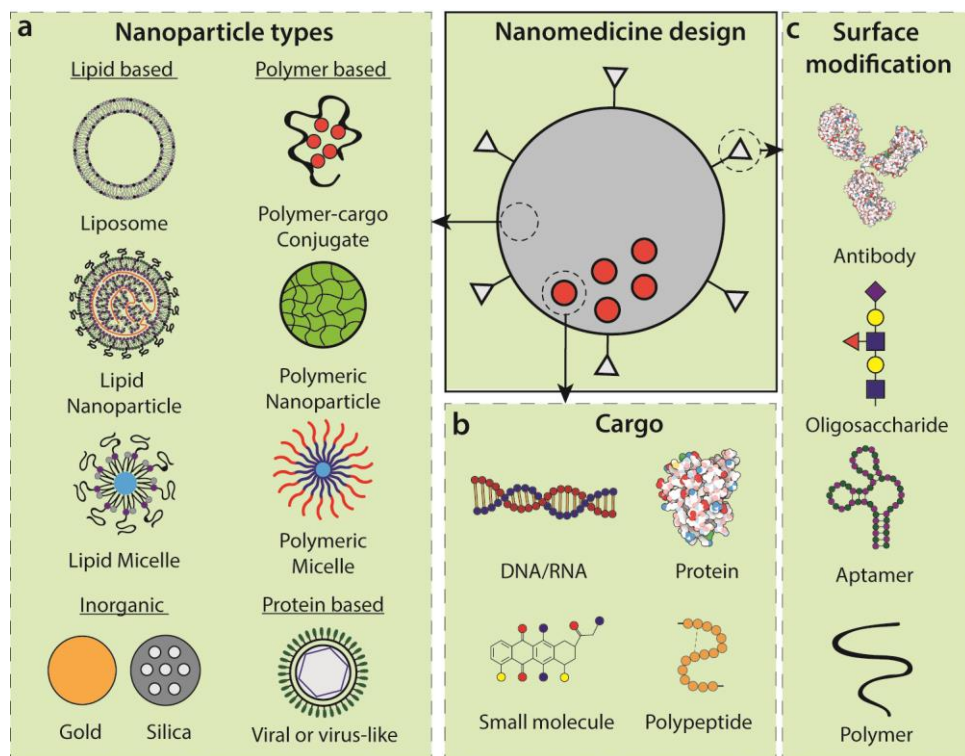 a
Nanoparticle types
Lipid based
Polymer based
Liposome
Polymer-cargo
Conjugate
Lipid
Nanoparticle
Polymeric
Nanoparticle
Lipid Micelle
Polymeric
Micelle
Inorganic
Protein based
Gold
Silica
Viral or virus-like
Nanomedicine design
b
Cargo
DNA/RNA
Protein
Small molecule
Polypeptide
c
Surface
modification
Antibody
Oligosaccharide
Aptamer
Polymer